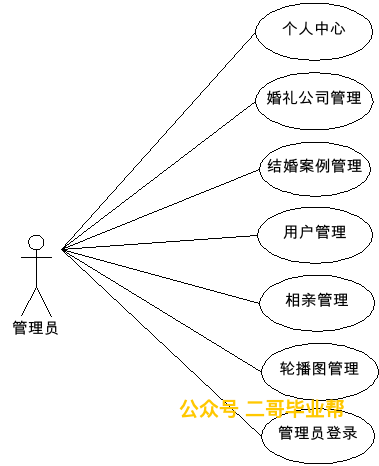 个人中心
婚礼公司管理
结婚案例管理
用户管理
管理员
相亲管理
轮播图管理
公众号 二哥毕业帮
管理员登录